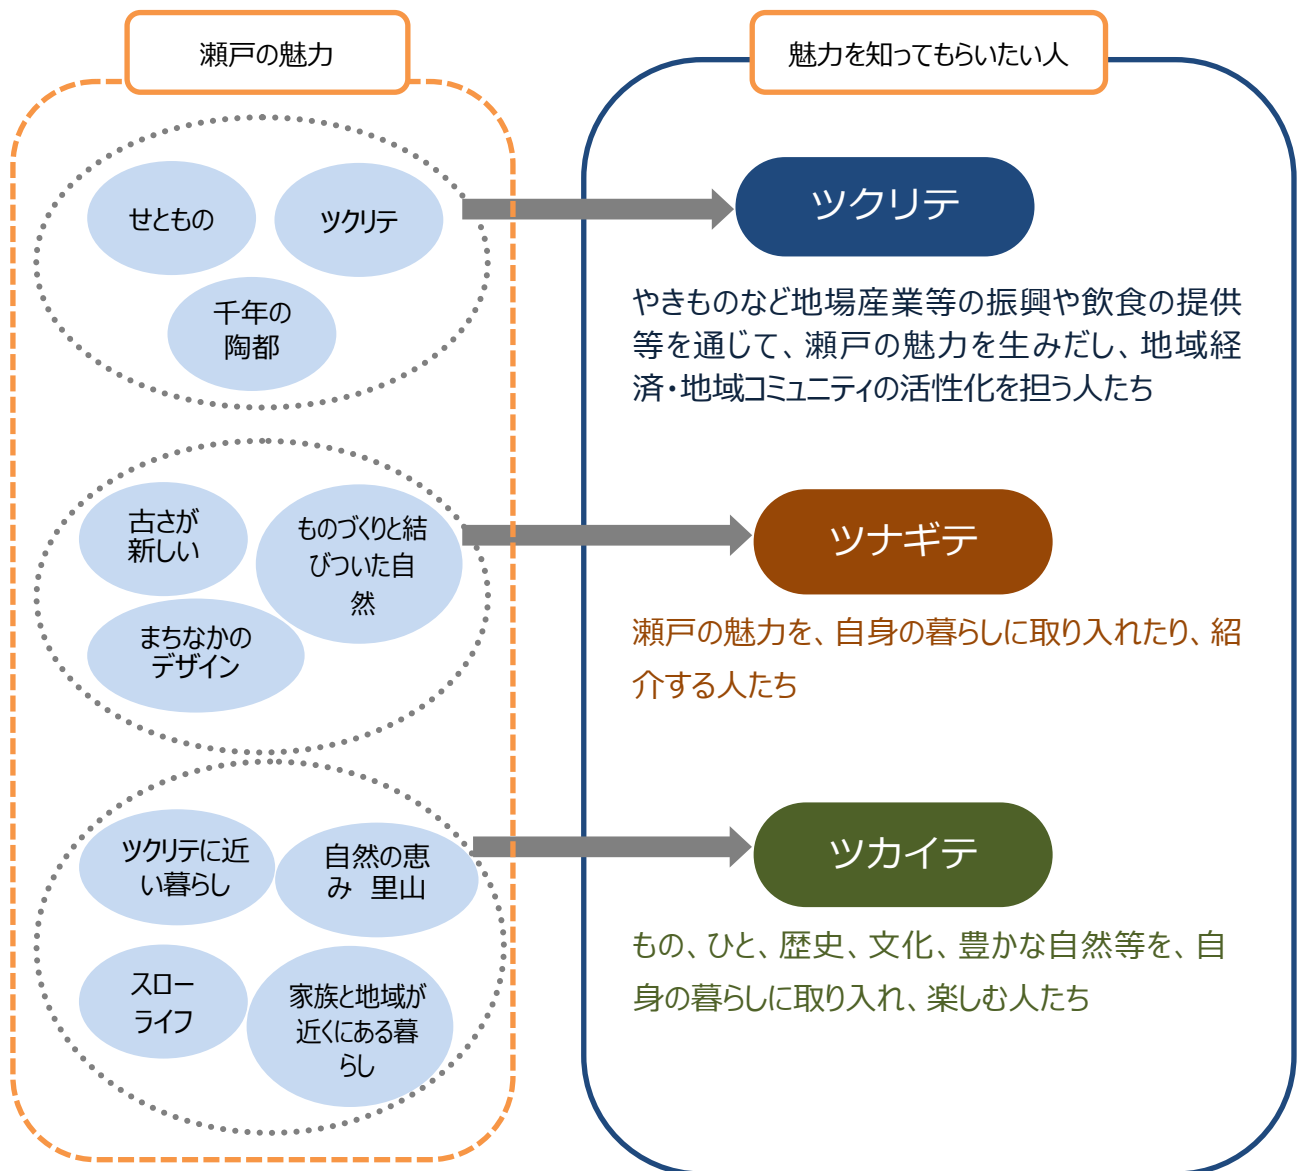 瀬戸の魅力
魅力を知ってもらいたい人
せともの
ツクリテ
千年の
陶都
ツクリテ
やきものなど地場産業等の振興や飲食の提供
等を通じて、瀬戸の魅力を生みだし、地域経
済・地域コミュニティの活性化を担う人たち
古さが
新しい
ものづくりと結
びついた自
然
まちなかの
デザイン
ツナギテ
瀬戸の魅力を、自身の暮らしに取り入れたり、紹
介する人たち
ツクリテに近
い暮らし
自然の恵
み　里山
スロー
ライフ
家族と地域が
近くにある暮
らし
ツカイテ
もの、ひと、歴史、文化、豊かな自然等を、自
身の暮らしに取り入れ、楽しむ人たち